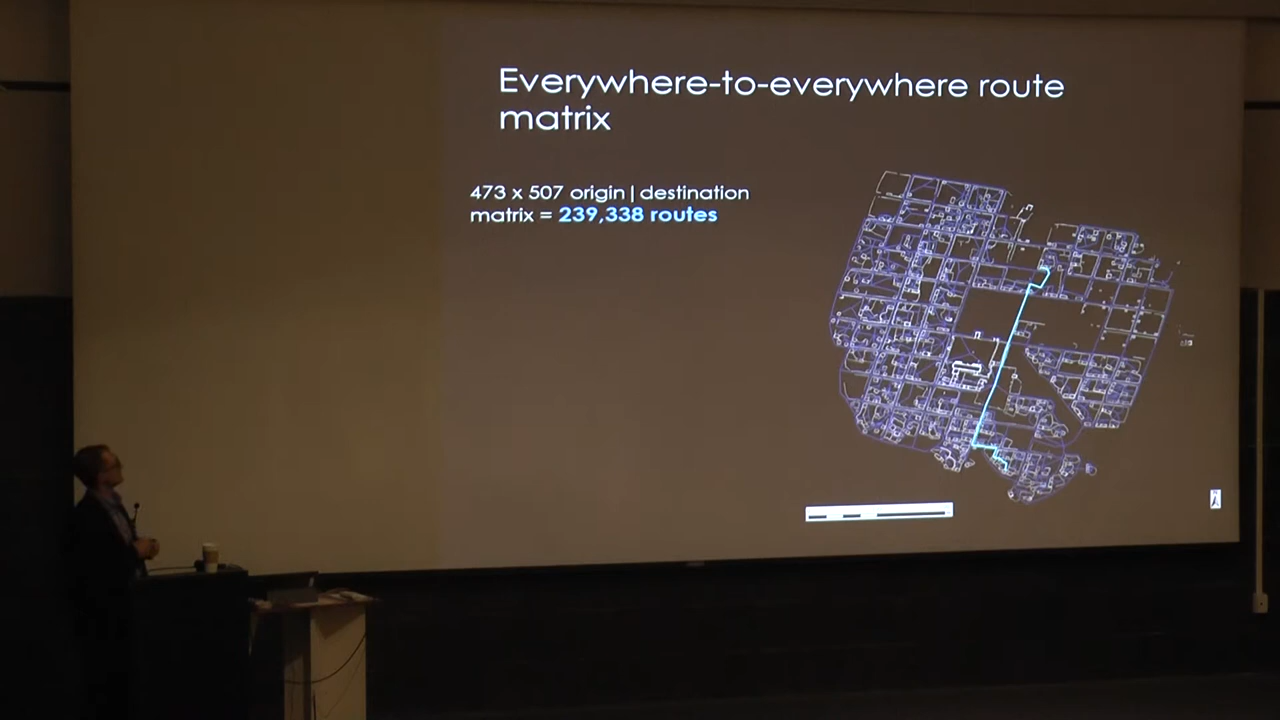 Everywhere-to-everywhere route
matrix
473 x 507 origin | destination
matrix = 239,338 routes